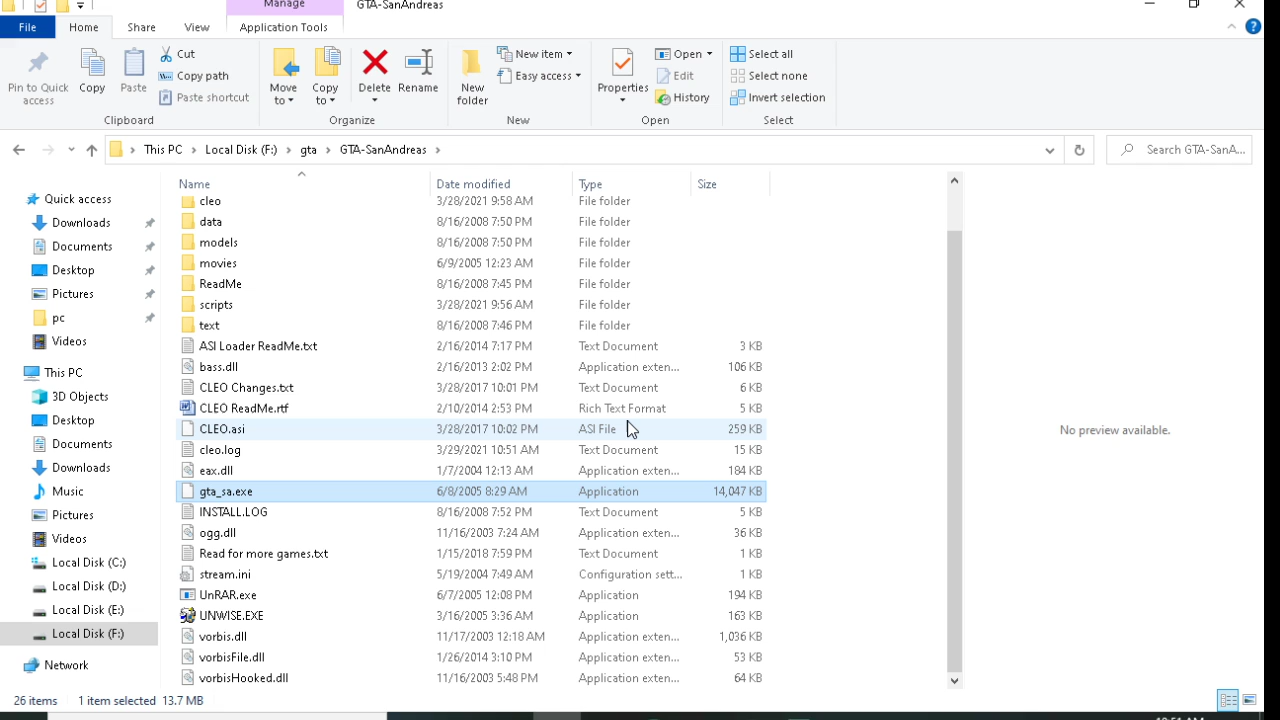 Manage
GTA-SanAndreas
File Home Share View Application Tools
Pin to Quick access
Copy
Paste
Cut
Copy path
Paste shortcut
Move to
Copy to
Delete
Rename
New folder
New item
Easy access
Properties
Open
Edit
History
Select all
Select none
Invert selection
Clipboard Organize New Open Select
This PC Local Disk (F:) gta GTA-SanAndreas
Search GTA-SanA...
Name Date modified Type Size
Quick access
Downloads
Documents
Desktop
Pictures
pc
Videos
This PC
3D Objects
Desktop
Documents
Downloads
Music
Pictures
Videos
Local Disk (C:)
Local Disk (D:)
Local Disk (E:)
Local Disk (F:)
Network
cleo 3/28/2021 9:58 AM File folder
data 8/16/2008 7:50 PM File folder
models 8/16/2008 7:50 PM File folder
movies 6/9/2005 12:23 AM File folder
ReadMe 8/16/2008 7:45 PM File folder
scripts 3/28/2021 9:56 AM File folder
text 8/16/2008 7:46 PM File folder
ASI Loader ReadMe.txt 2/16/2014 7:17 PM Text Document 3 KB
bass.dll 2/16/2013 2:02 PM Application exten... 106 KB
CLEO Changes.txt 3/28/2017 10:01 PM Text Document 6 KB
CLEO ReadMe.rtf 2/10/2014 2:53 PM Rich Text Format 5 KB
CLEO.asi 3/28/2017 10:02 PM ASI File 259 KB
cleo.log 3/29/2021 10:51 AM Text Document 15 KB
eax.dll 1/7/2004 12:13 AM Application exten... 184 KB
gta_sa.exe 6/8/2005 8:29 AM Application 14,047 KB
INSTALL.LOG 8/16/2008 7:52 PM Text Document 5 KB
ogg.dll 11/16/2003 7:24 AM Application exten... 36 KB
Read for more games.txt 1/15/2018 7:59 PM Text Document 1 KB
stream.ini 5/19/2004 7:49 AM Configuration sett... 1 KB
UnRAR.exe 6/7/2005 12:08 PM Application 194 KB
UNWISE.EXE 3/16/2005 3:36 AM Application 163 KB
vorbis.dll 11/17/2003 12:18 AM Application exten... 1,036 KB
vorbisFile.dll 1/26/2014 3:10 PM Application exten... 53 KB
vorbisHooked.dll 11/16/2003 5:48 PM Application exten... 64 KB
No preview available.
26 items 1 item selected 13.7 MB